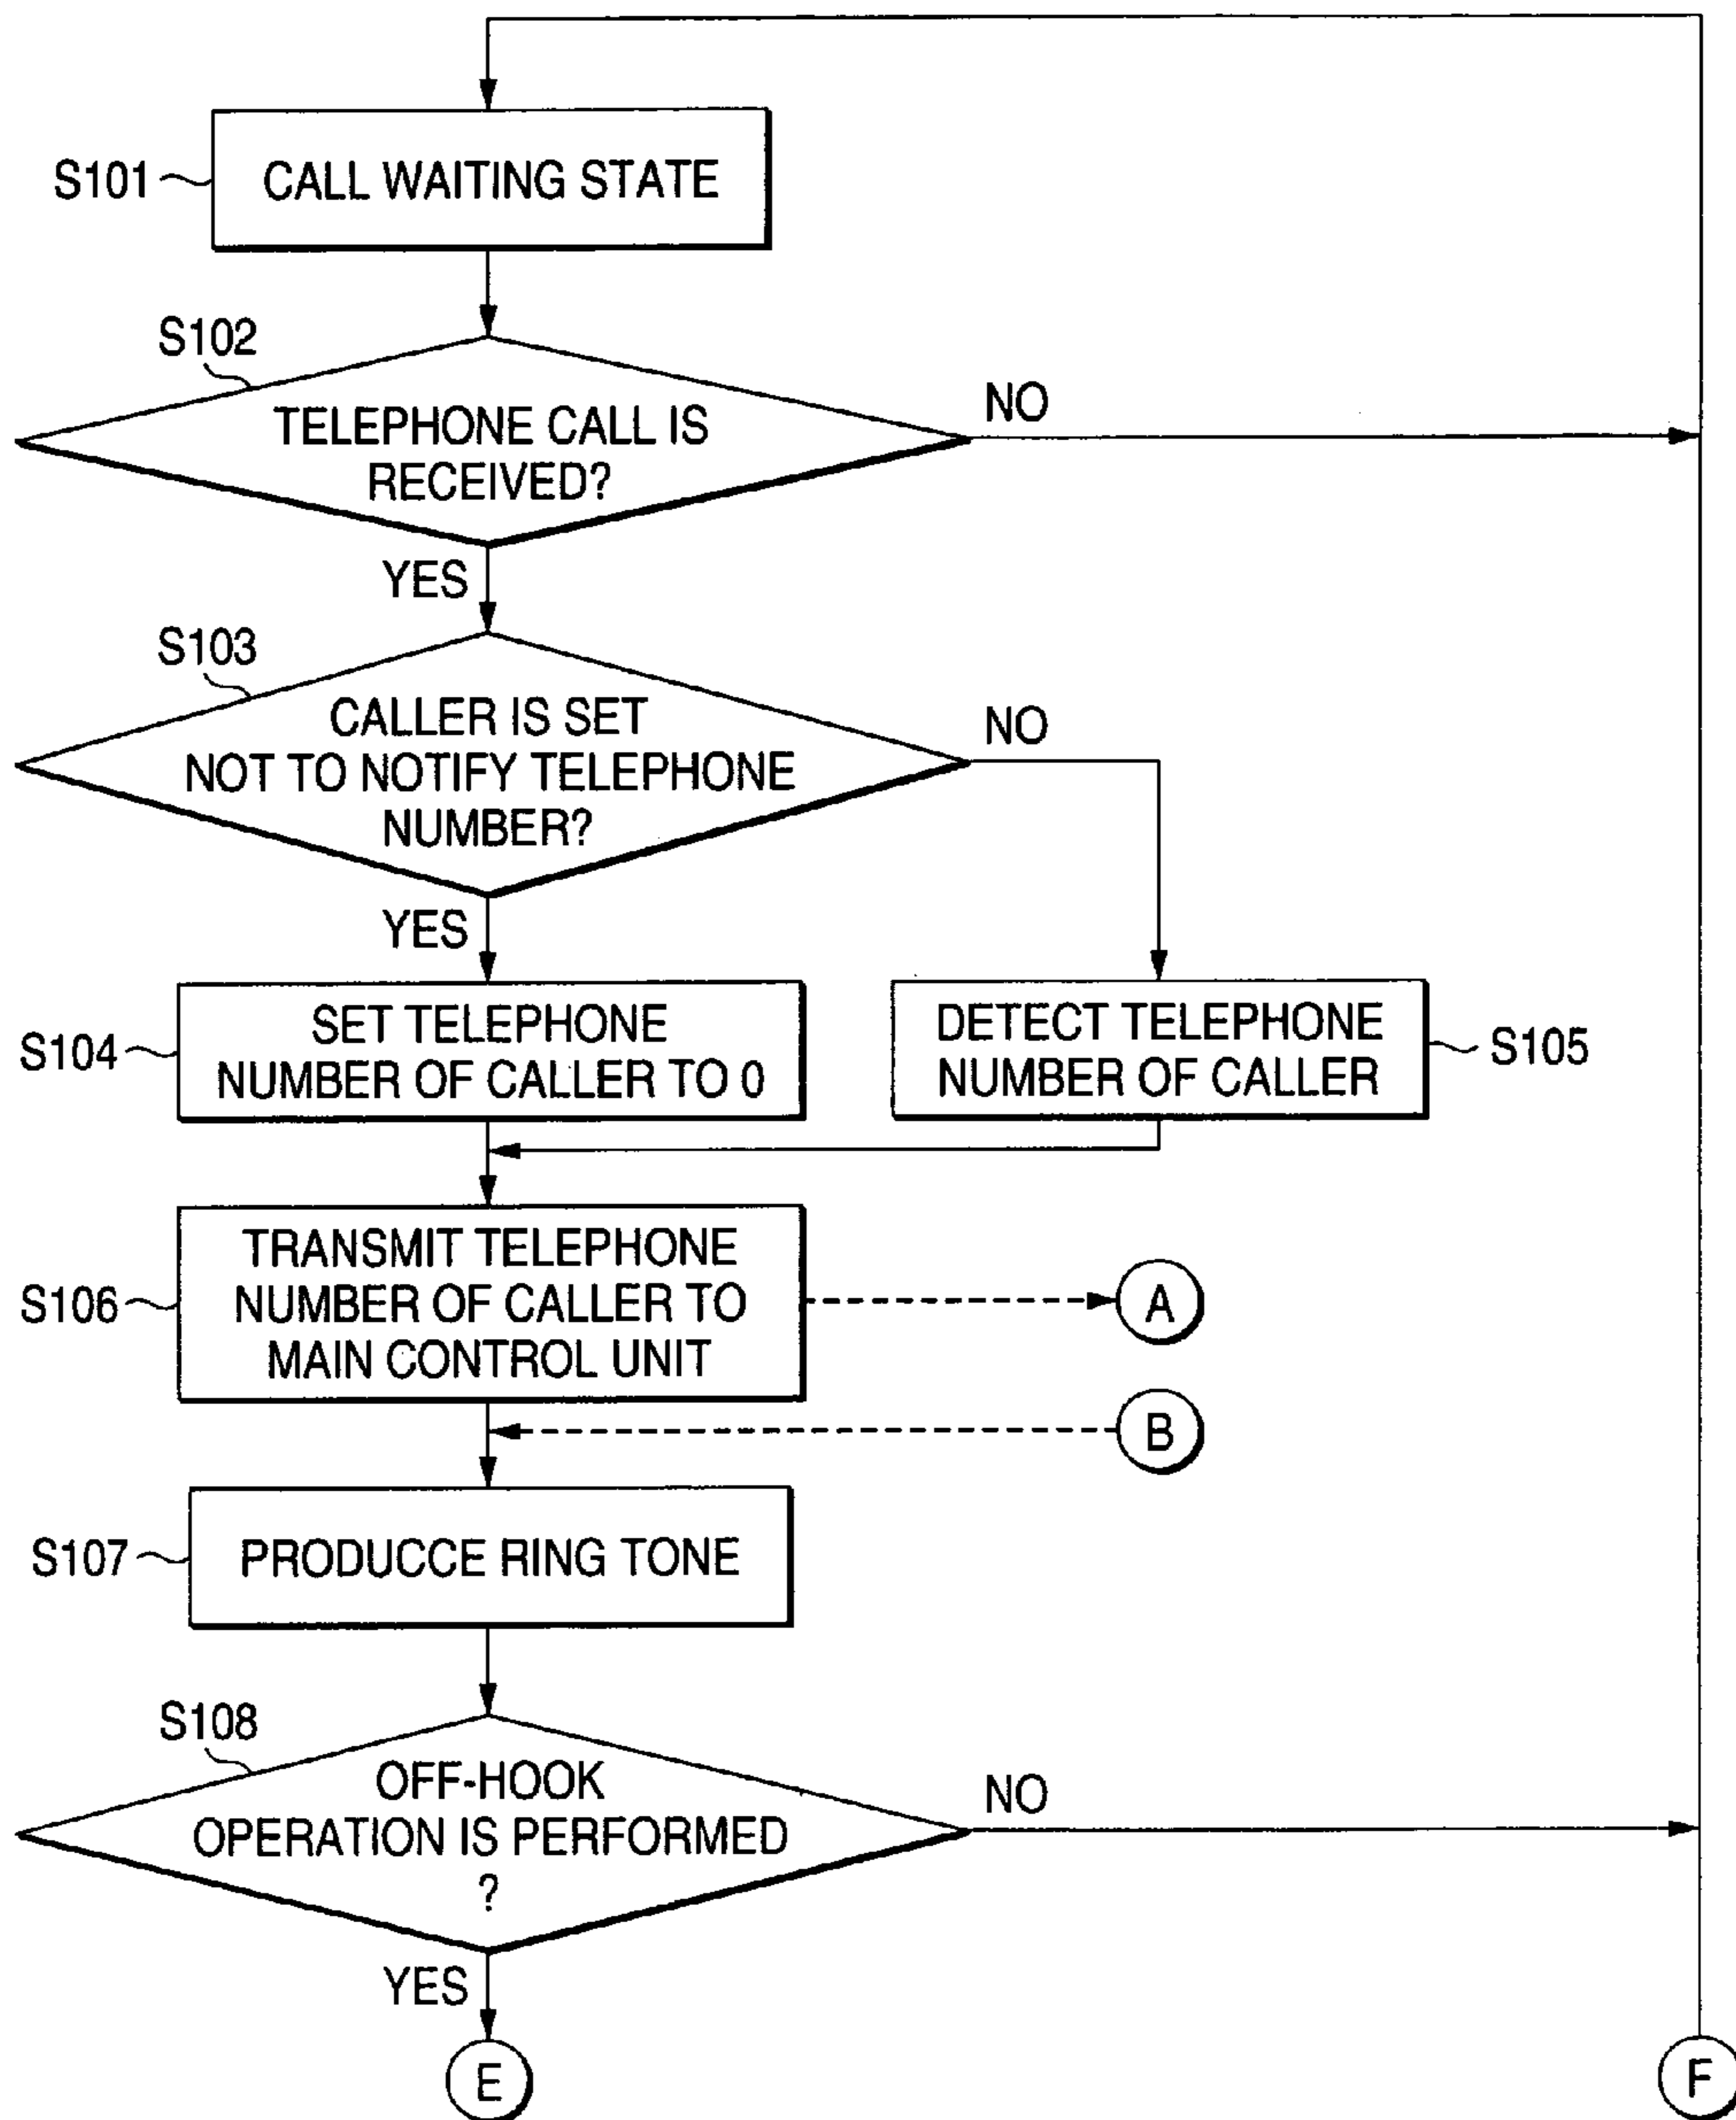 S101
CALL WAITING STATE
S102
TELEPHONE CALL IS
RECEIVED?
NO
YES
S103
CALLER IS SET
NOT TO NOTIFY TELEPHONE
NUMBER?
NO
YES
S104
SET TELEPHONE
NUMBER OF CALLER TO 0
DETECT TELEPHONE
NUMBER OF CALLER
S105
S106
TRANSMIT TELEPHONE
NUMBER OF CALLER TO
MAIN CONTROL UNIT
A
B
S107
PRODUCCE RING TONE
S108
OFF-HOOK
OPERATION IS PERFORMED
?
NO
YES
E
F